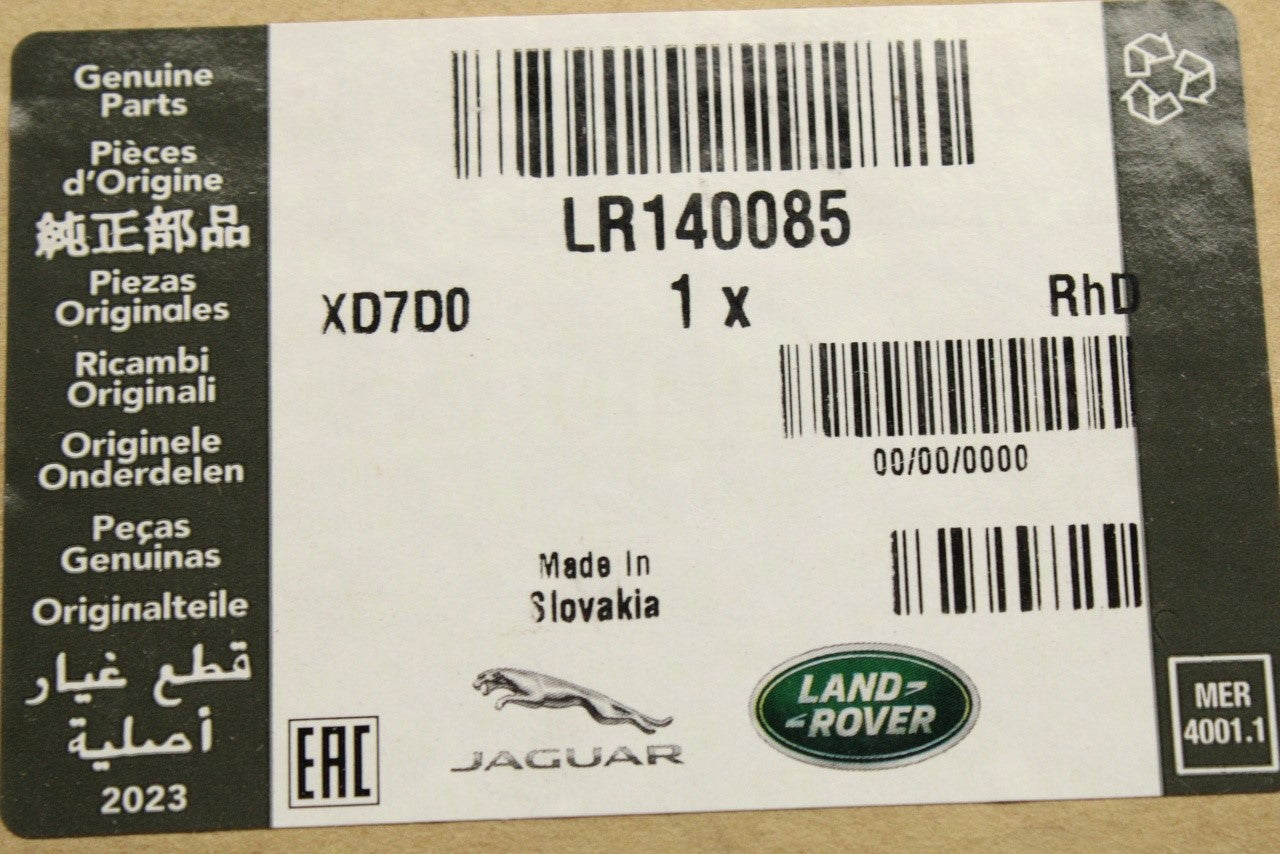 Genuine
Parts
Pièces
d'Origine
純正部品
Piezas
Originales
Ricambi
Originali
Originele
Onderdelen
Peças
Genuinas
Originalteile
قطع غيار
أصلية
2023
LR140085
XD7D0 1 x RhD
00/00/0000
Made In
Slovakia
EAC
JAGUAR
LAND
ROVER
MER
4001.1